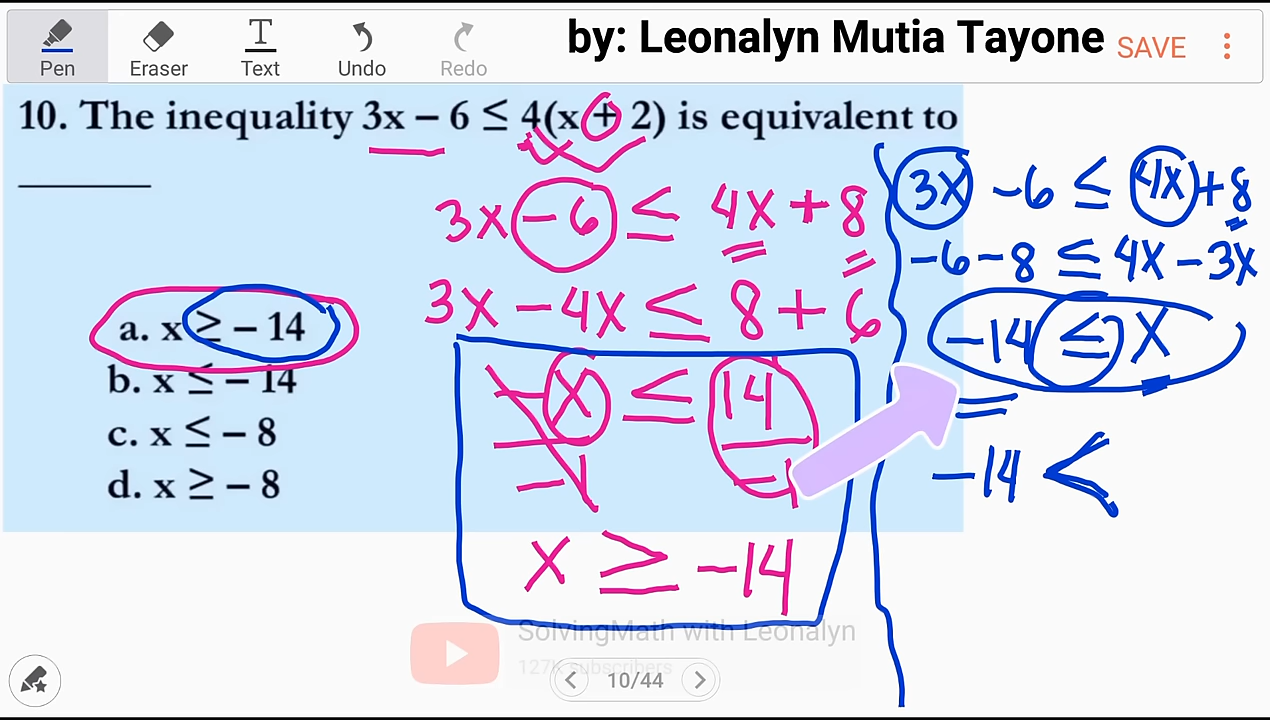 by: Leonalyn Mutia Tayone
Pen Eraser Text Undo Redo SAVE
10. The inequality 3x – 6 ≤ 4(x + 2) is equivalent to
________
a. x ≥ – 14
b. x ≤ – 14
c. x ≤ – 8
d. x ≥ – 8
3x - 6 ≤ 4x + 8
3x - 4x ≤ 8 + 6
-x ≤ 14
-1 -1
x ≥ -14
3x - 6 ≤ 4x + 8
-6 - 8 ≤ 4x - 3x
-14 ≤ x
-14 <
SolvingMath with Leonalyn
127K subscribers
10/44